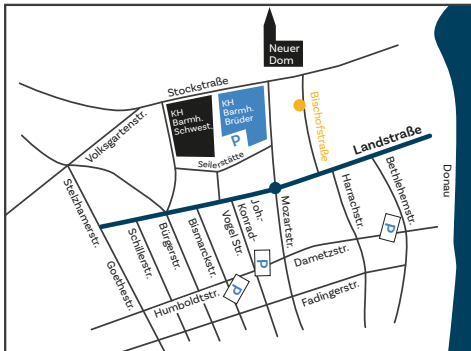 Neuer
Dom
Stockstraße
KH
Barmh.
Schwest.
KH
Barmh.
Brüder
P
Bischofstraße
Volksgartenstr.
Seilerstätte
Landstraße
Donau
Stelzhamerstr.
Goethestr.
Schillerstr.
Bürgerstr.
Bismarckstr.
Joh.-
Konrad-
Vogel Str.
Mozartstr.
Harrachstr.
Bethlehemstr.
P
P
P
Dametzstr.
Humboldtstr.
Fadingerstr.